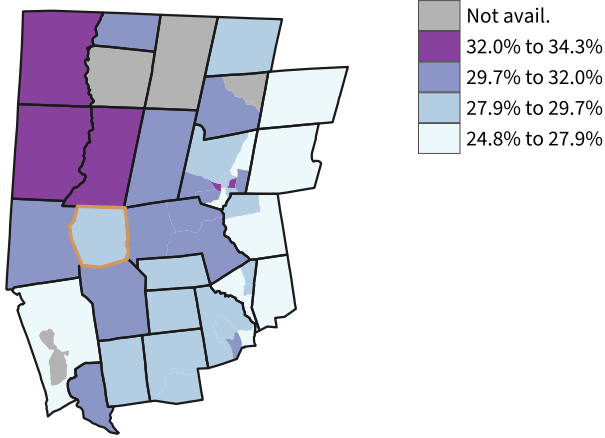 Not avail.
32.0% to 34.3%
29.7% to 32.0%
27.9% to 29.7%
24.8% to 27.9%